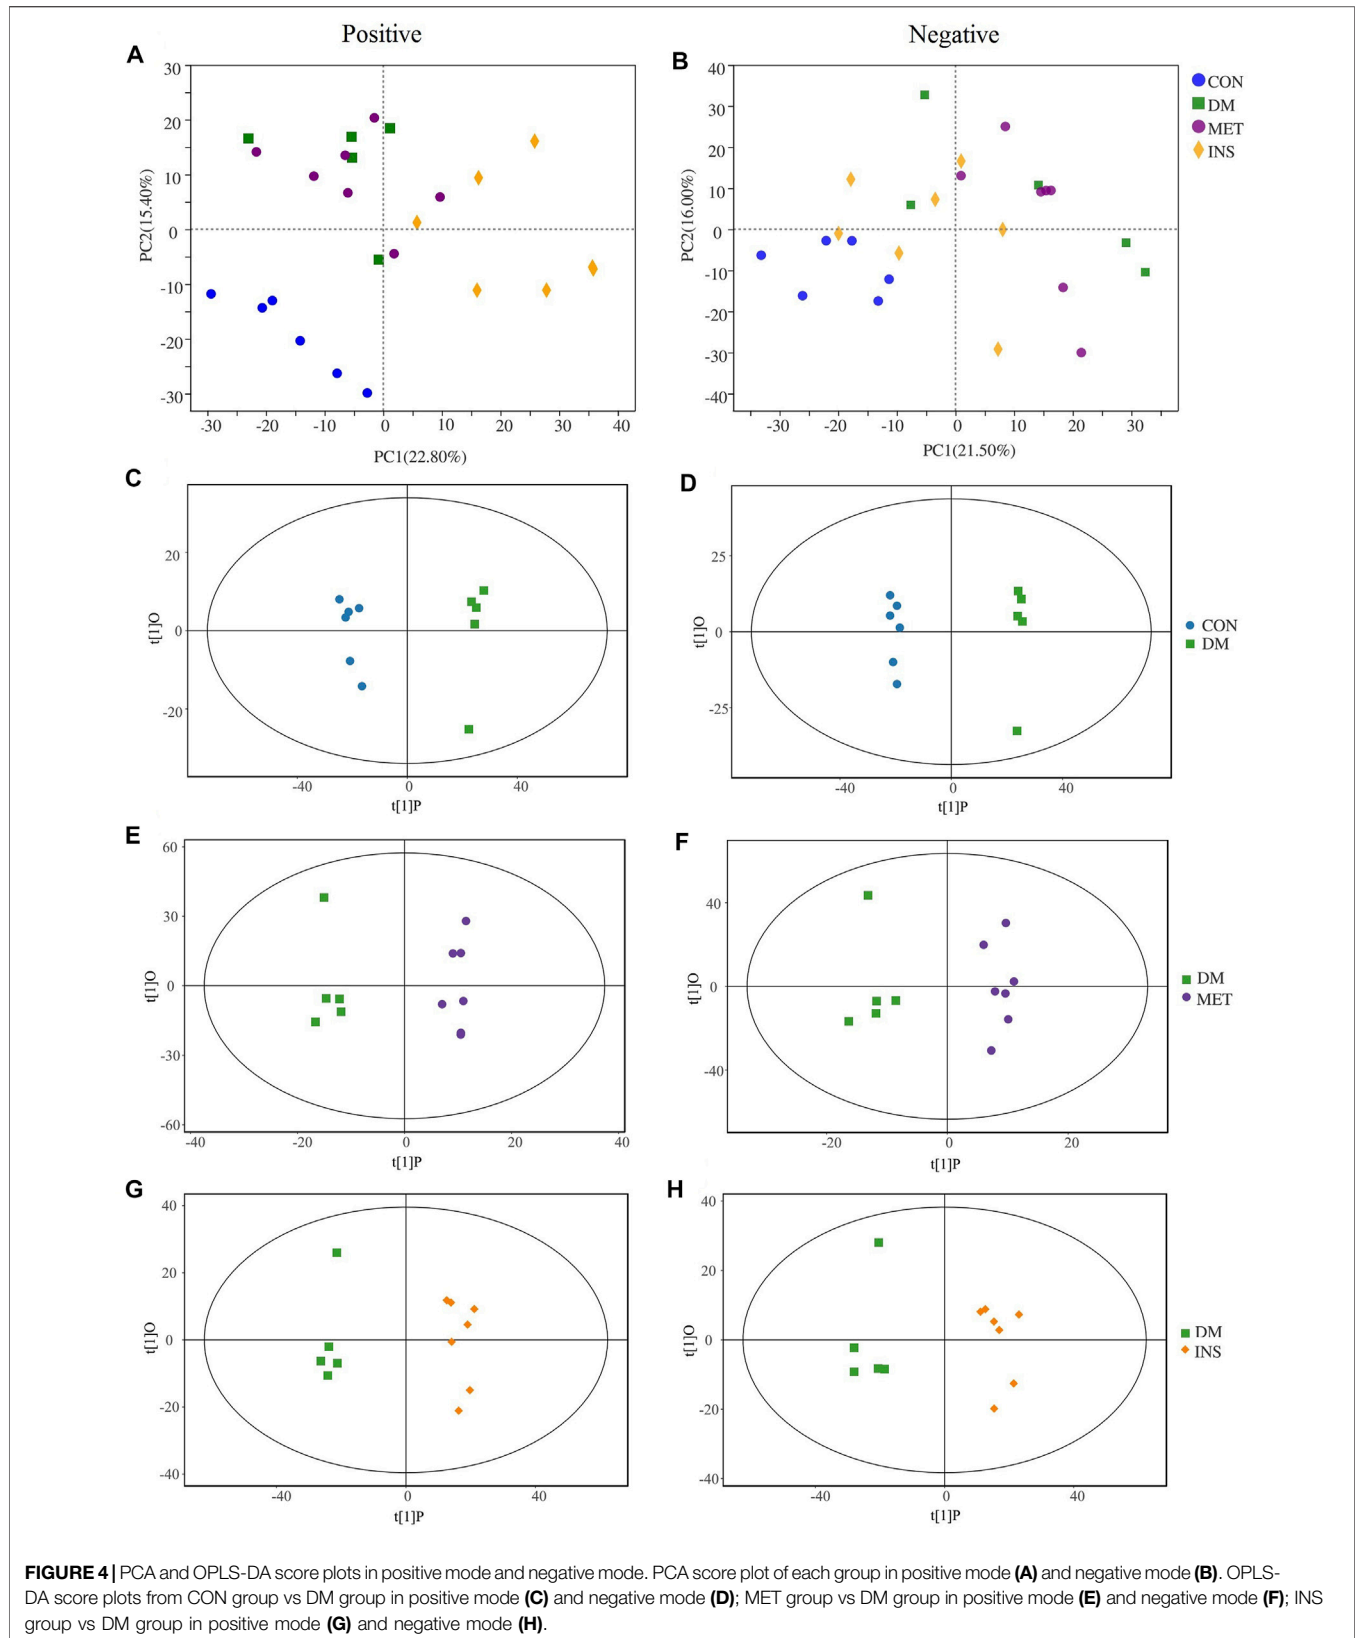 Positive
Negative
A
30
20
10
0
-10
-20
-30
PC2(15.40%)
-30 -20 -10 0 10 20 30 40
PC1(22.80%)
B
40
30
20
10
0
-10
-20
-30
-40
PC2(16.00%)
-30 -20 -10 0 10 20 30
PC1(21.50%)
CON
DM
MET
INS
C
20
0
-20
t[1]O
-40 0 40
t[1]P
D
25
0
-25
t[1]O
-40 0 40
t[1]P
CON
DM
E
60
30
0
-30
-60
t[1]O
-40 -20 0 20 40
t[1]P
F
40
0
-40
t[1]O
-20 0 20
t[1]P
DM
MET
G
40
20
0
-20
-40
t[1]O
-40 0 40
t[1]P
H
40
20
0
-20
-40
t[1]O
-40 0 40
t[1]P
DM
INS
FIGURE 4 | PCA and OPLS-DA score plots in positive mode and negative mode. PCA score plot of each group in positive mode (A) and negative mode (B). OPLS-
DA score plots from CON group vs DM group in positive mode (C) and negative mode (D); MET group vs DM group in positive mode (E) and negative mode (F); INS
group vs DM group in positive mode (G) and negative mode (H).